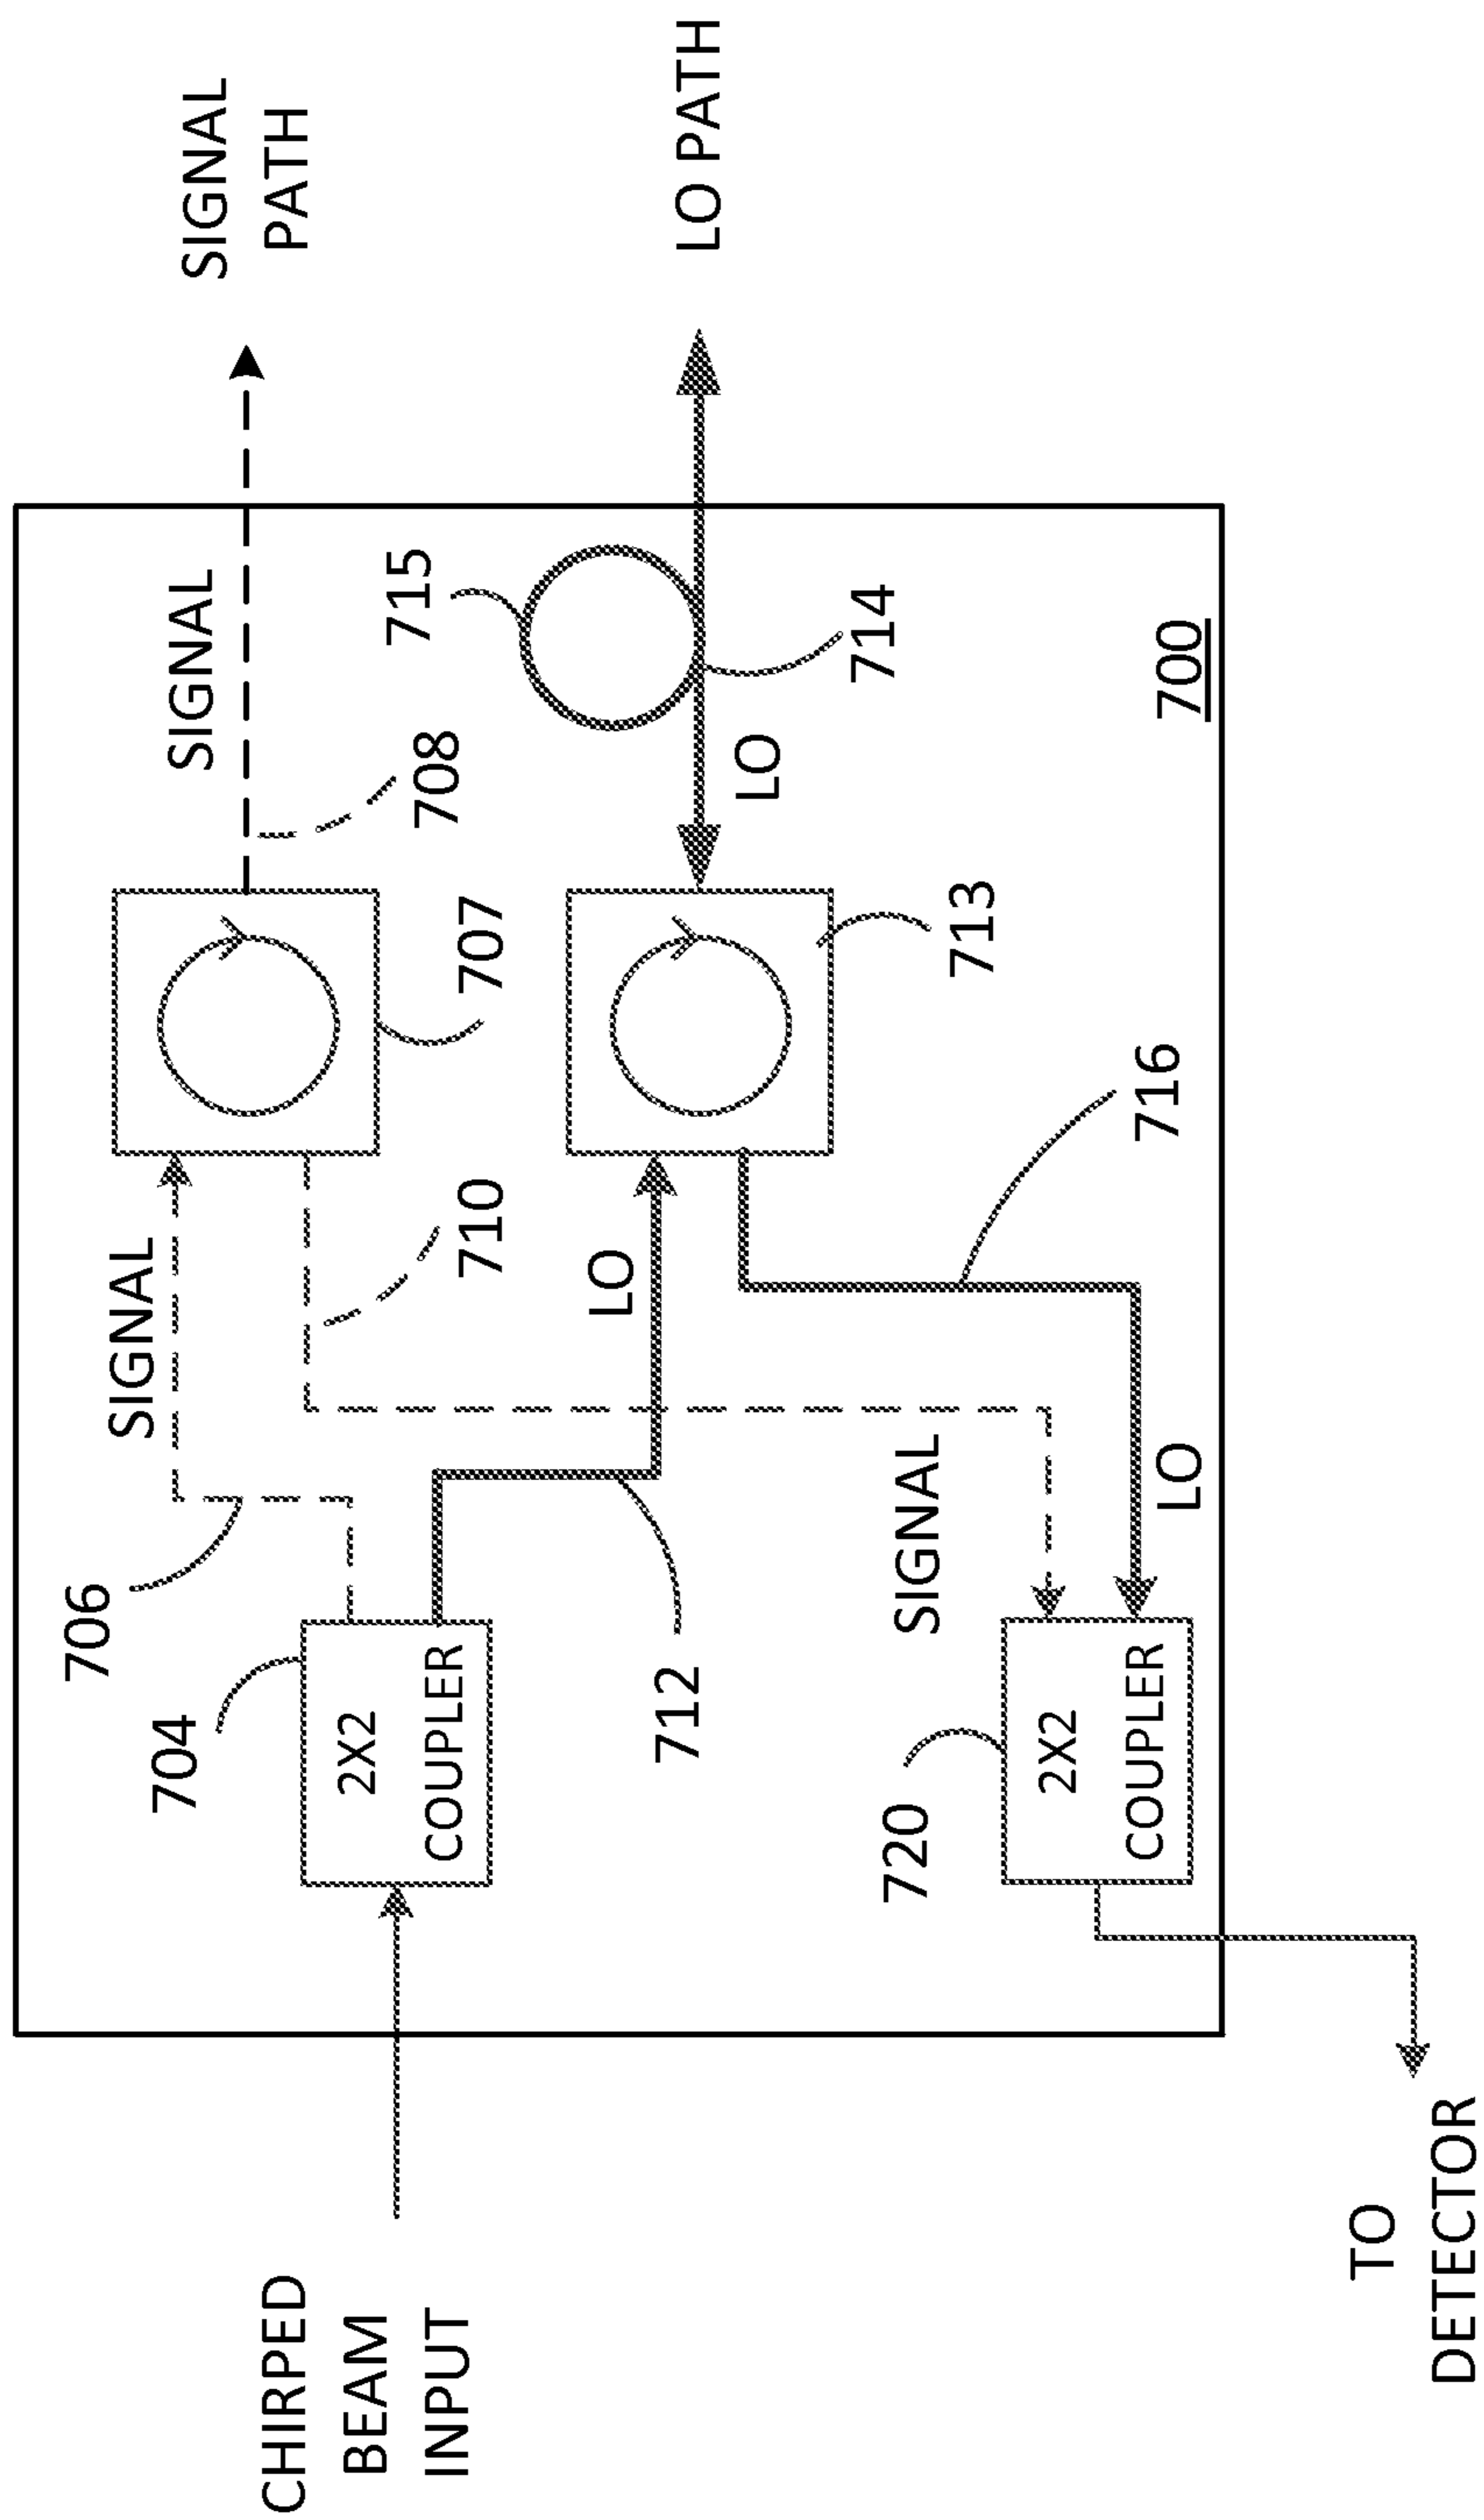 CHIRPED
BEAM
INPUT
704
2X2
COUPLER
706
SIGNAL
707
SIGNAL
708
SIGNAL
PATH
710
712
LO
713
LO
715
714
LO PATH
SIGNAL
716
LO
720
2X2
COUPLER
700
TO
DETECTOR